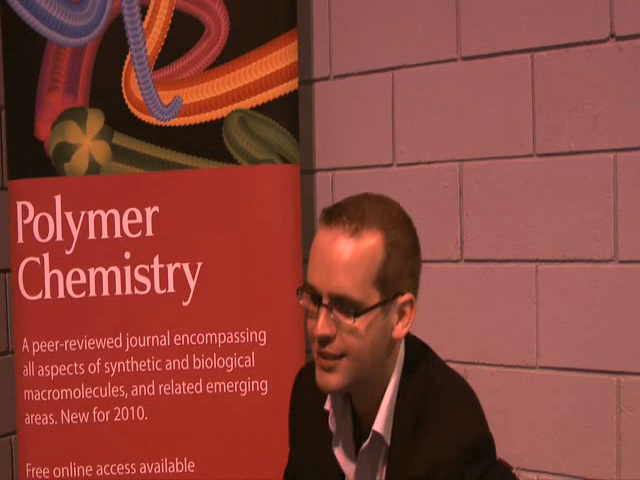 Polymer
Chemistry
A peer-reviewed journal encompassing
all aspects of synthetic and biological
macromolecules, and related emerging
areas. New for 2010.
Free online access available